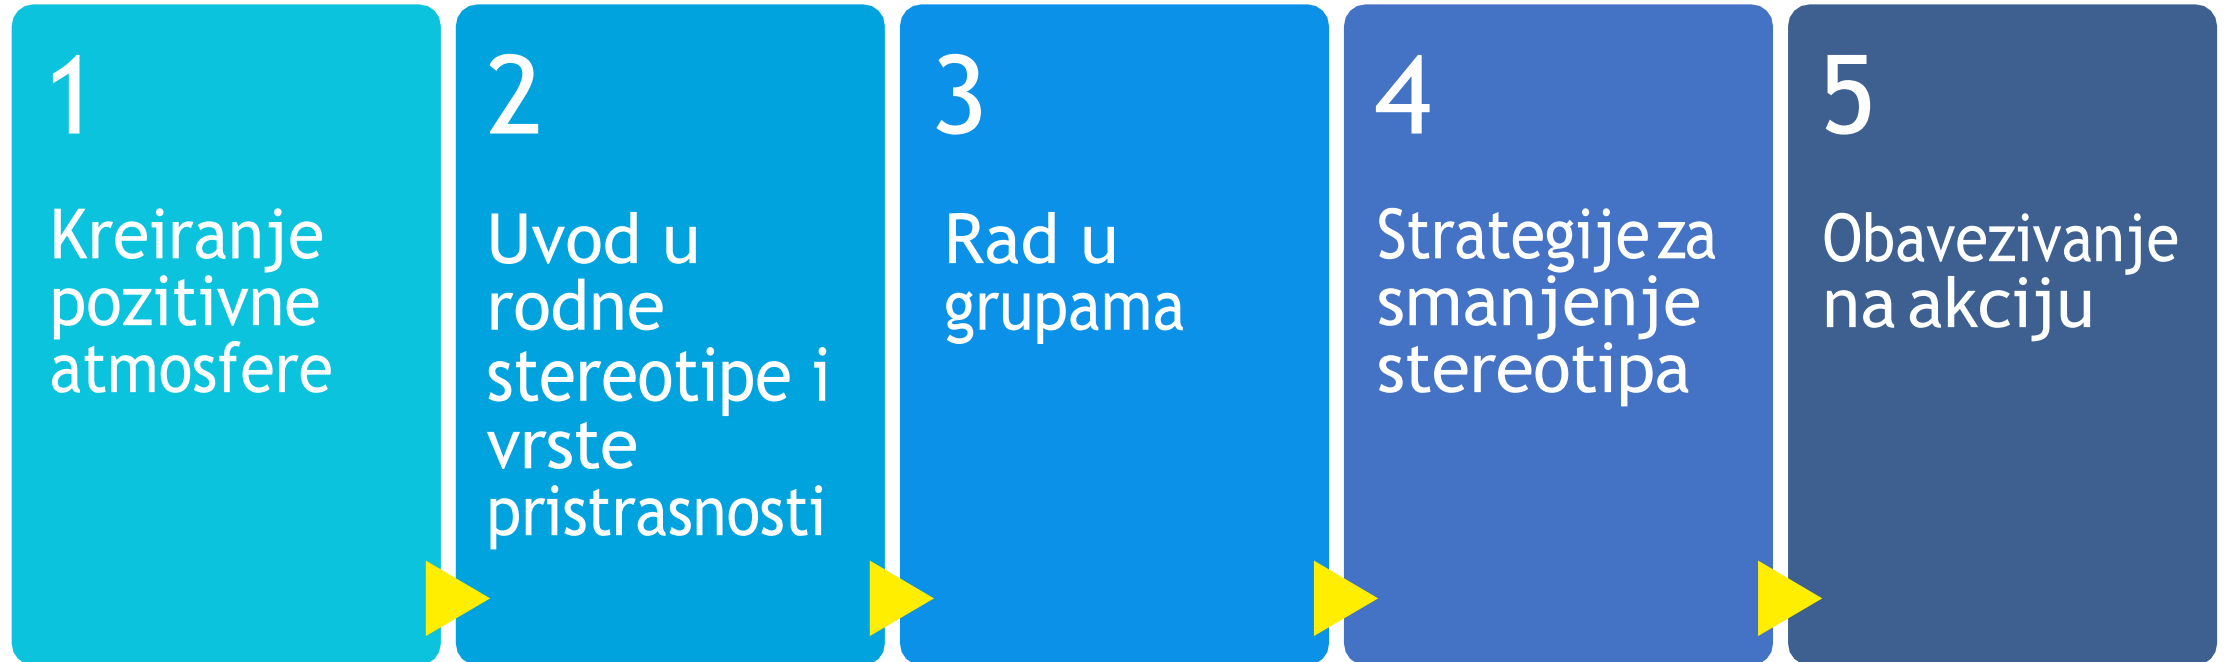 1
Kreiranje
pozitivne
atmosfere
2
Uvod u
rodne
stereotipe i
vrste
pristrasnosti
3
Rad u
grupama
4
Strategije za
smanjenje
stereotipa
5
Obavezivanje
na akciju